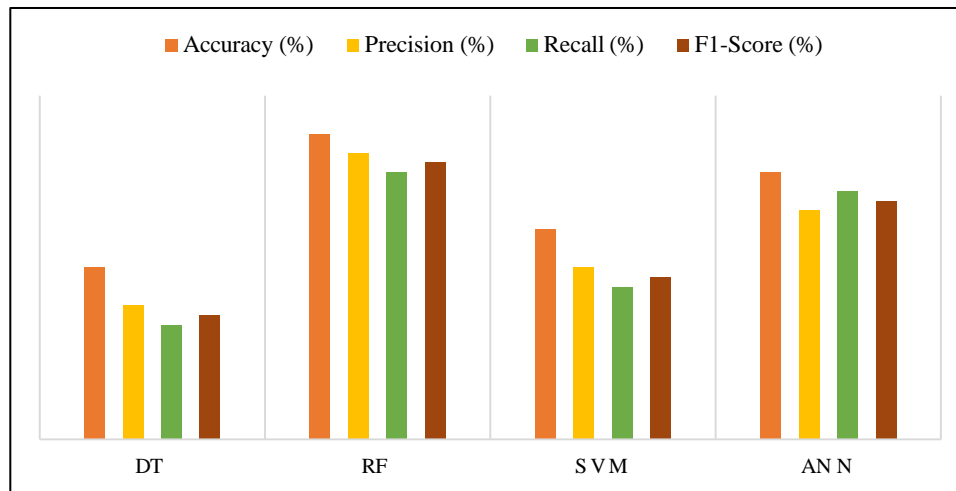 Accuracy (%) Precision (%) Recall (%) F1-Score (%)
DT RF S V M AN N